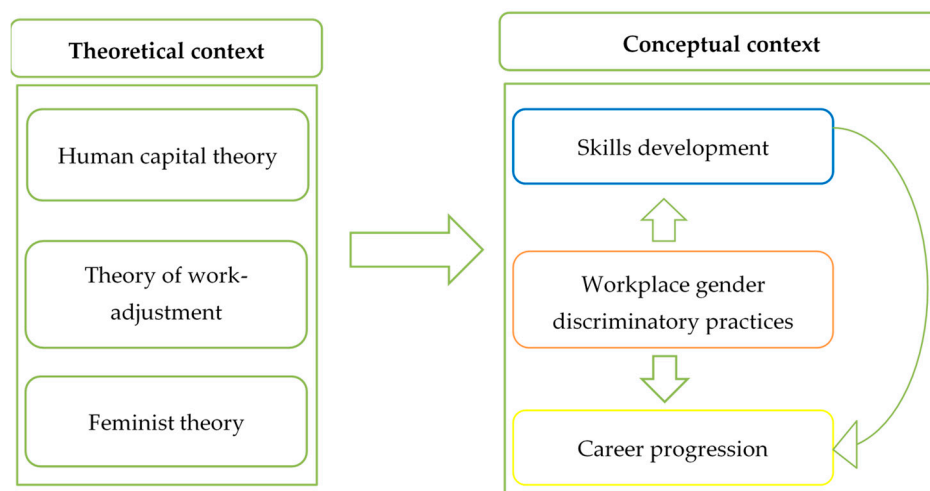 Theoretical context
Human capital theory
Theory of work-
adjustment
Feminist theory
Conceptual context
Skills development
Workplace gender
discriminatory practices
Career progression